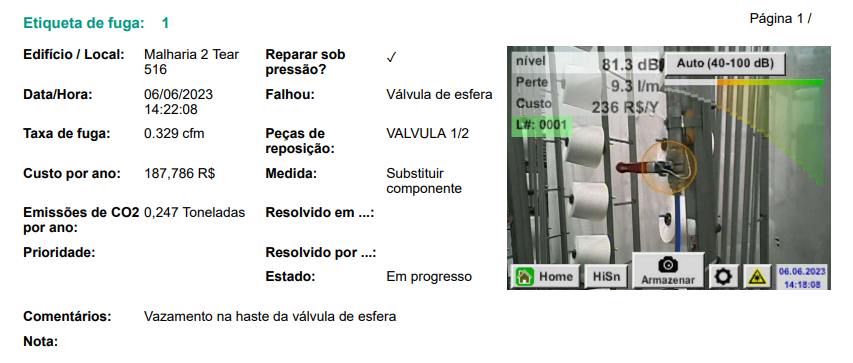 Etiqueta de fuga: 1
Página 1 /
Edifício / Local: Malharia 2 Tear 516
Reparar sob pressão? ✓
Data/Hora: 06/06/2023 14:22:08
Falhou: Válvula de esfera
Taxa de fuga: 0.329 cfm
Peças de reposição: VALVULA 1/2
Custo por ano: 187,786 R$
Medida: Substituir componente
Emissões de CO2 por ano: 0,247 Toneladas
Resolvido em ...:
Prioridade:
Resolvido por ...:
Estado: Em progresso
Comentários: Vazamento na haste da válvula de esfera
Nota:
nível 81.3 dB
Auto (40-100 dB)
Perte 9.3 l/m
Custo 236 R$/Y
L#: 0001
Home
HiSn
Armazenar
06.06.2023
14:18:08